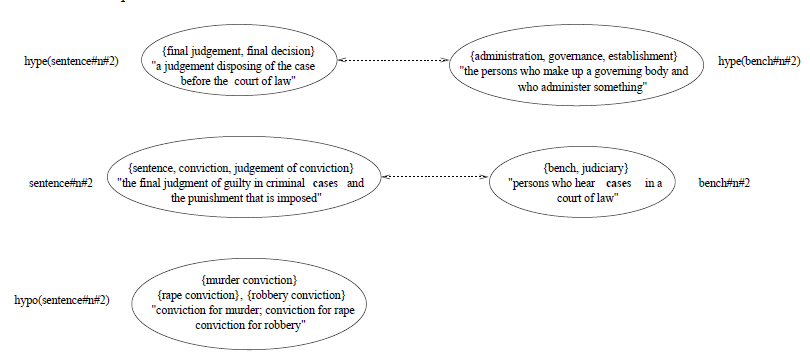 hype(sentence#n#2)
{final judgement, final decision}
"a judgement disposing of the case
before the court of law"
{administration, governance, establishment}
"the persons who make up a governing body and
who administer something"
hype(bench#n#2)
sentence#n#2
{sentence, conviction, judgement of conviction}
"the final judgment of guilty in criminal cases and
the punishment that is imposed"
{bench, judiciary}
"persons who hear cases in a
court of law"
bench#n#2
hypo(sentence#n#2)
{murder conviction}
{rape conviction}, {robbery conviction}
"conviction for murder; conviction for rape
conviction for robbery"